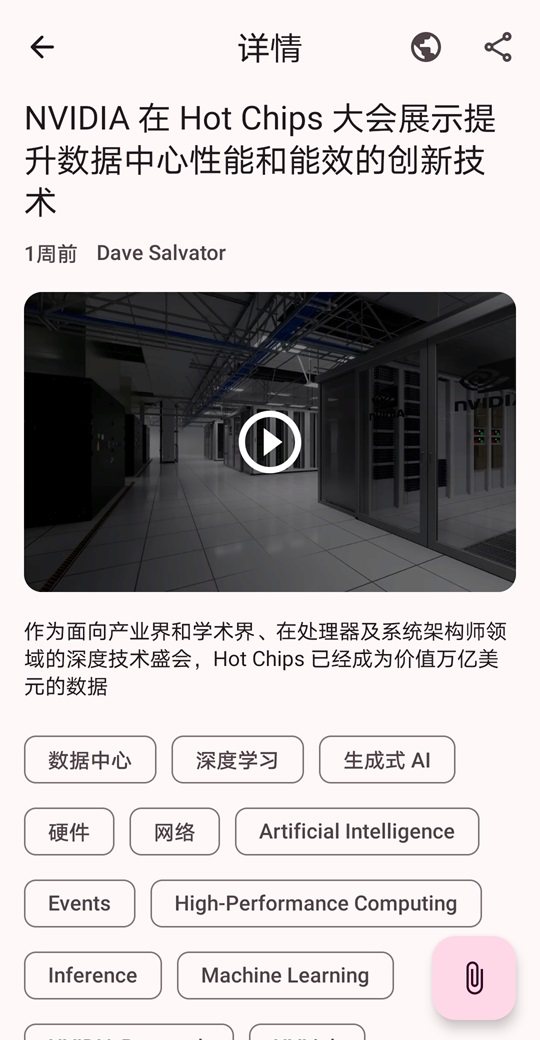 详情
NVIDIA 在 Hot Chips 大会展示提
升数据中心性能和能效的创新技
术
1周前 Dave Salvator
nVIDIA
作为面向产业界和学术界、在处理器及系统架构师领
域的深度技术盛会，Hot Chips 已经成为价值万亿美
元的数据
数据中心 深度学习 生成式 AI
硬件 网络 Artificial Intelligence
Events High-Performance Computing
Inference Machine Learning